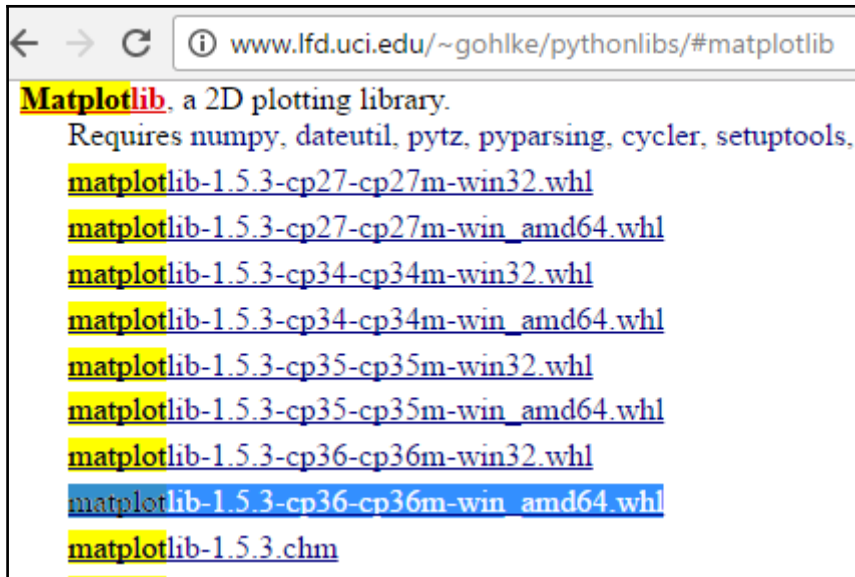 www.lfd.uci.edu/~gohlke/pythonlibs/#matplotlib
Matplotlib, a 2D plotting library.
Requires numpy, dateutil, pytz, pyparsing, cycler, setuptools,
matplotlib-1.5.3-cp27-cp27m-win32.whl
matplotlib-1.5.3-cp27-cp27m-win_amd64.whl
matplotlib-1.5.3-cp34-cp34m-win32.whl
matplotlib-1.5.3-cp34-cp34m-win_amd64.whl
matplotlib-1.5.3-cp35-cp35m-win32.whl
matplotlib-1.5.3-cp35-cp35m-win_amd64.whl
matplotlib-1.5.3-cp36-cp36m-win32.whl
matplotlib-1.5.3-cp36-cp36m-win_amd64.whl
matplotlib-1.5.3.chm